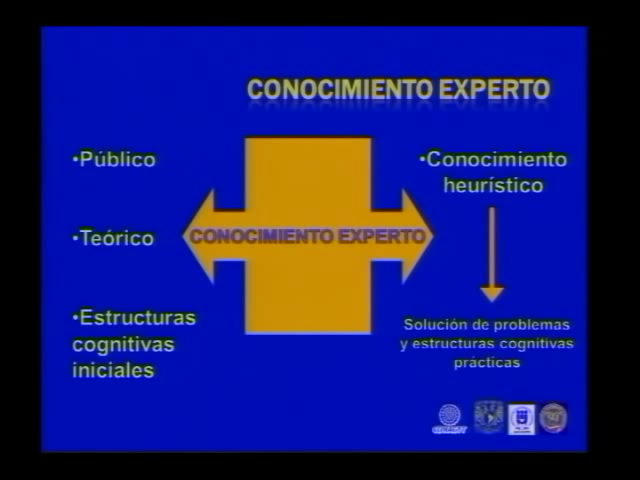 CONOCIMIENTO EXPERTO
•Público
•Teórico
•Estructuras
cognitivas
iniciales
CONOCIMIENTO EXPERTO
•Conocimiento
heurístico
Solución de problemas
y estructuras cognitivas
prácticas